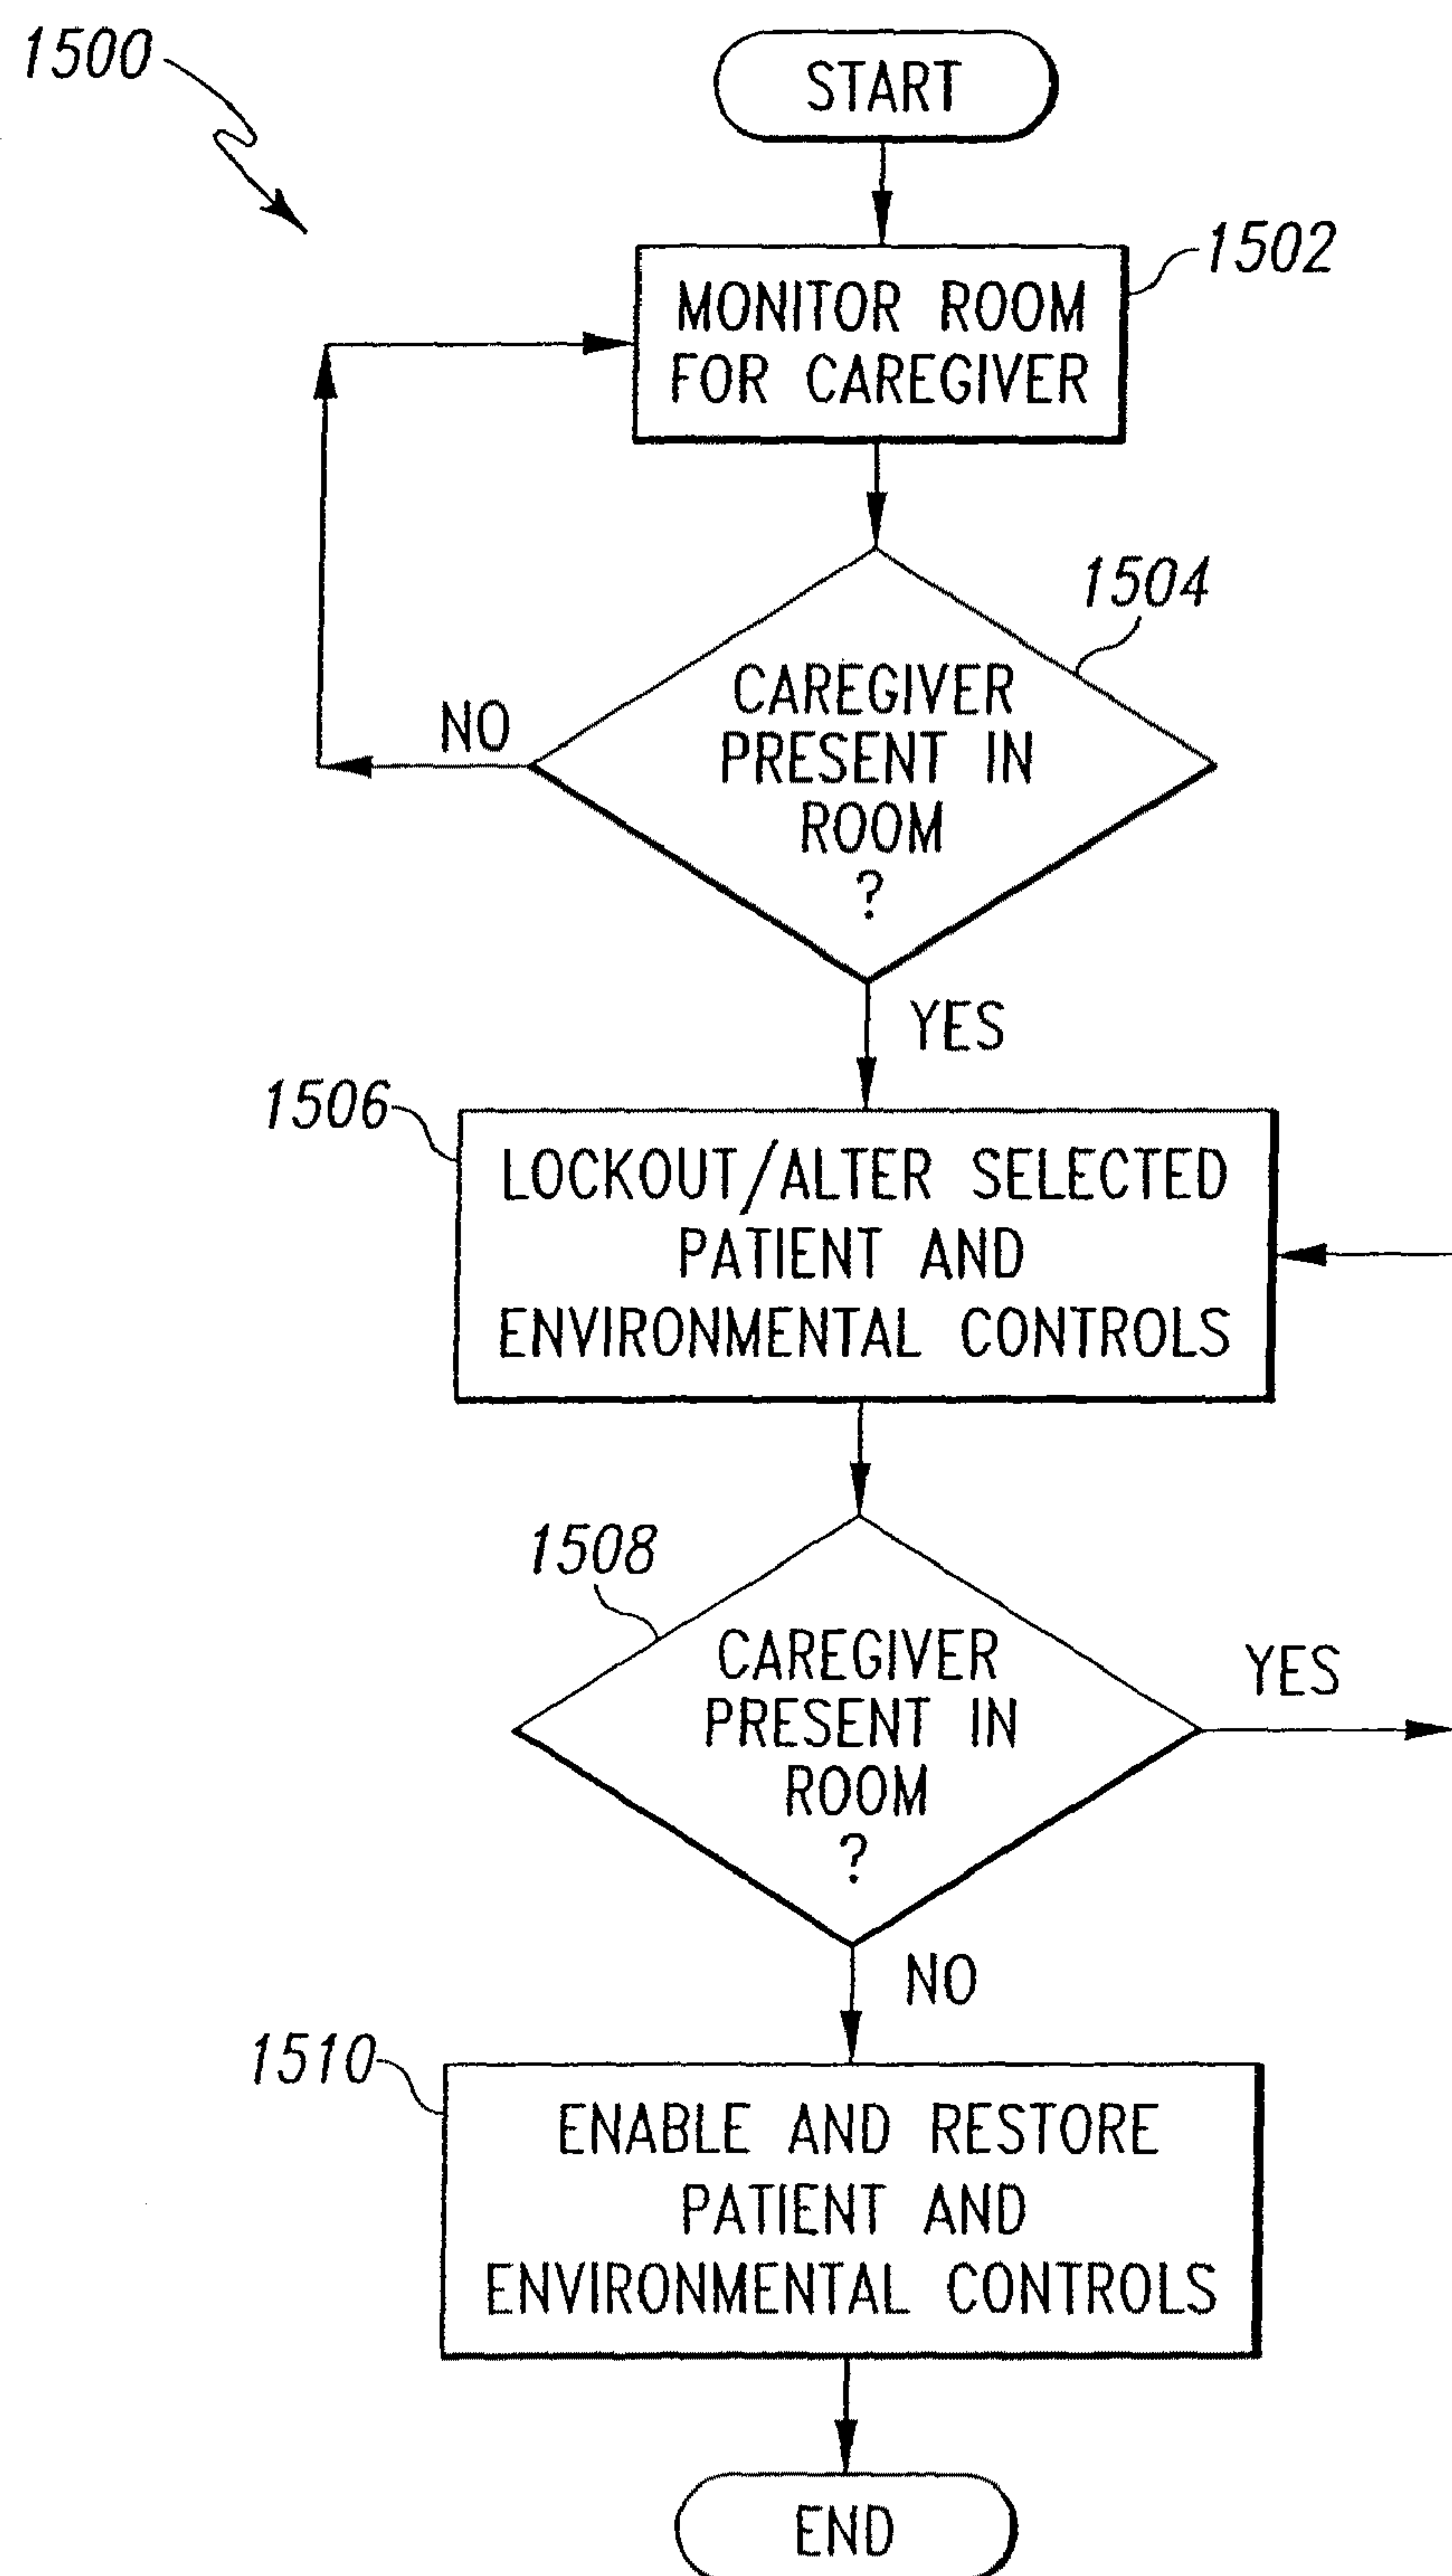 1500
START
1502
MONITOR ROOM
FOR CAREGIVER
1504
CAREGIVER
PRESENT IN
ROOM
?
NO
YES
1506
LOCKOUT/ALTER SELECTED
PATIENT AND
ENVIRONMENTAL CONTROLS
1508
CAREGIVER
PRESENT IN
ROOM
?
YES
NO
1510
ENABLE AND RESTORE
PATIENT AND
ENVIRONMENTAL CONTROLS
END